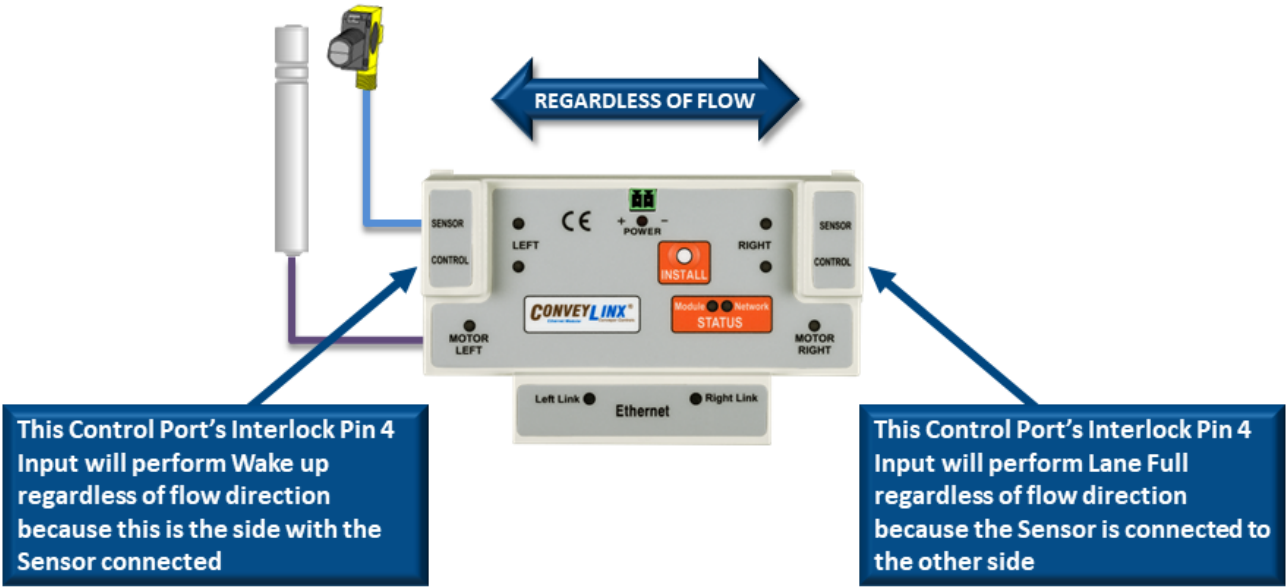 REGARDLESS OF FLOW
SENSOR
CONTROL
LEFT
CE
+ POWER −
INSTALL
RIGHT
SENSOR
CONTROL
CONVEYLINX®
Module Network
STATUS
MOTOR
LEFT
MOTOR
RIGHT
Left Link
Ethernet
Right Link
This Control Port's Interlock Pin 4
Input will perform Wake up
regardless of flow direction
because this is the side with the
Sensor connected
This Control Port's Interlock Pin 4
Input will perform Lane Full
regardless of flow direction
because the Sensor is connected to
the other side